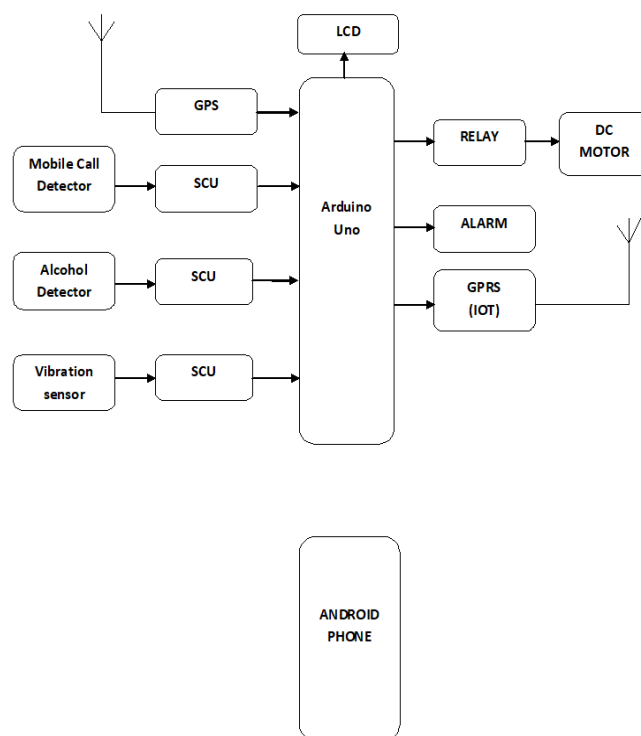 LCD
GPS
RELAY
DC
MOTOR
Mobile Call
Detector
SCU
Arduino
Uno
ALARM
Alcohol
Detector
SCU
GPRS
(IOT)
Vibration
sensor
SCU
ANDROID
PHONE